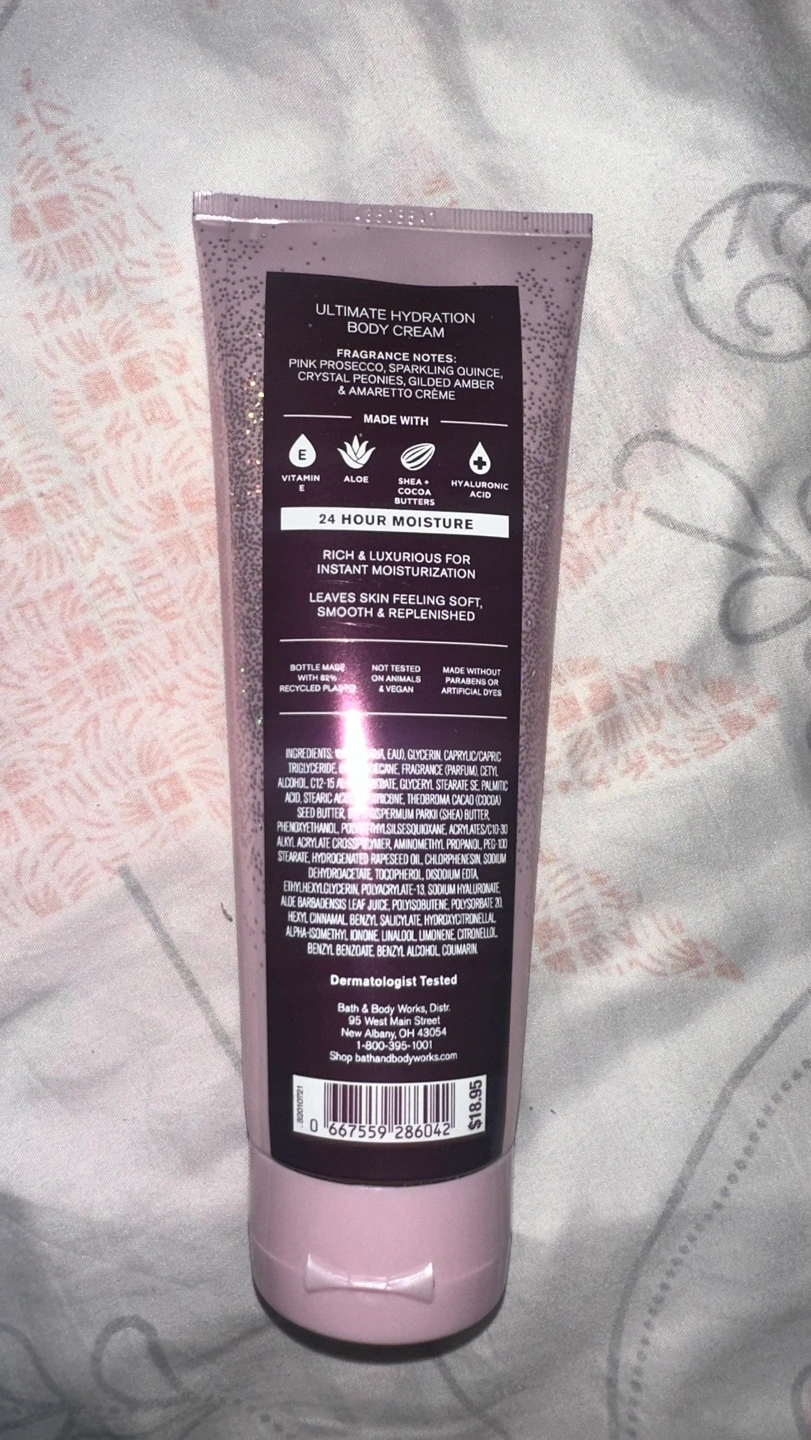 ULTIMATE HYDRATION
BODY CREAM
FRAGRANCE NOTES:
PINK PROSECCO, SPARKLING QUINCE,
CRYSTAL PEONIES, GILDED AMBER
& AMARETTO CRÈME
MADE WITH
E
VITAMIN
E
ALOE
SHEA +
COCOA
BUTTERS
HYALURONIC
ACID
24 HOUR MOISTURE
RICH & LUXURIOUS FOR
INSTANT MOISTURIZATION
LEAVES SKIN FEELING SOFT,
SMOOTH & REPLENISHED
BOTTLE MADE
WITH 82%
RECYCLED PLASTIC
NOT TESTED
ON ANIMALS
& VEGAN
MADE WITHOUT
PARABENS OR
ARTIFICIAL DYES
INGREDIENTS: EAU), GLYCERIN, CAPRYLIC/CAPRIC
TRIGLYCERIDE, FRAGRANCE (PARFUM), CETYL
ALCOHOL, C12-15 GLYCERYL STEARATE SE, PALMITIC
ACID, STEARIC THEOBROMA CACAO (COCOA)
SEED BUTTER, PARKII (SHEA) BUTTER,
PHENOXYETHANOL, ACRYLATES/C10-30
ALKYL ACRYLATE CROSSPOLYMER, AMINOMETHYL PROPANOL, PEG-100
STEARATE, HYDROGENATED RAPESEED OIL, CHLORPHENESIN, SODIUM
DEHYDROACETATE, TOCOPHEROL, DISODIUM EDTA,
ETHYLHEXYLGLYCERIN, POLYACRYLATE-13, SODIUM HYALURONATE,
ALOE BARBADENSIS LEAF JUICE, POLYISOBUTENE, POLYSORBATE 20,
HEXYL CINNAMAL, BENZYL SALICYLATE, HYDROXYCITRONELLAL,
ALPHA-ISOMETHYL IONONE, LINALOOL, LIMONENE, CITRONELLOL,
BENZYL BENZOATE, BENZYL ALCOHOL, COUMARIN.
Dermatologist Tested
Bath & Body Works, Distr.
95 West Main Street
New Albany, OH 43054
1-800-395-1001
Shop bathandbodyworks.com
32010721
0 667559 286042
$18.95